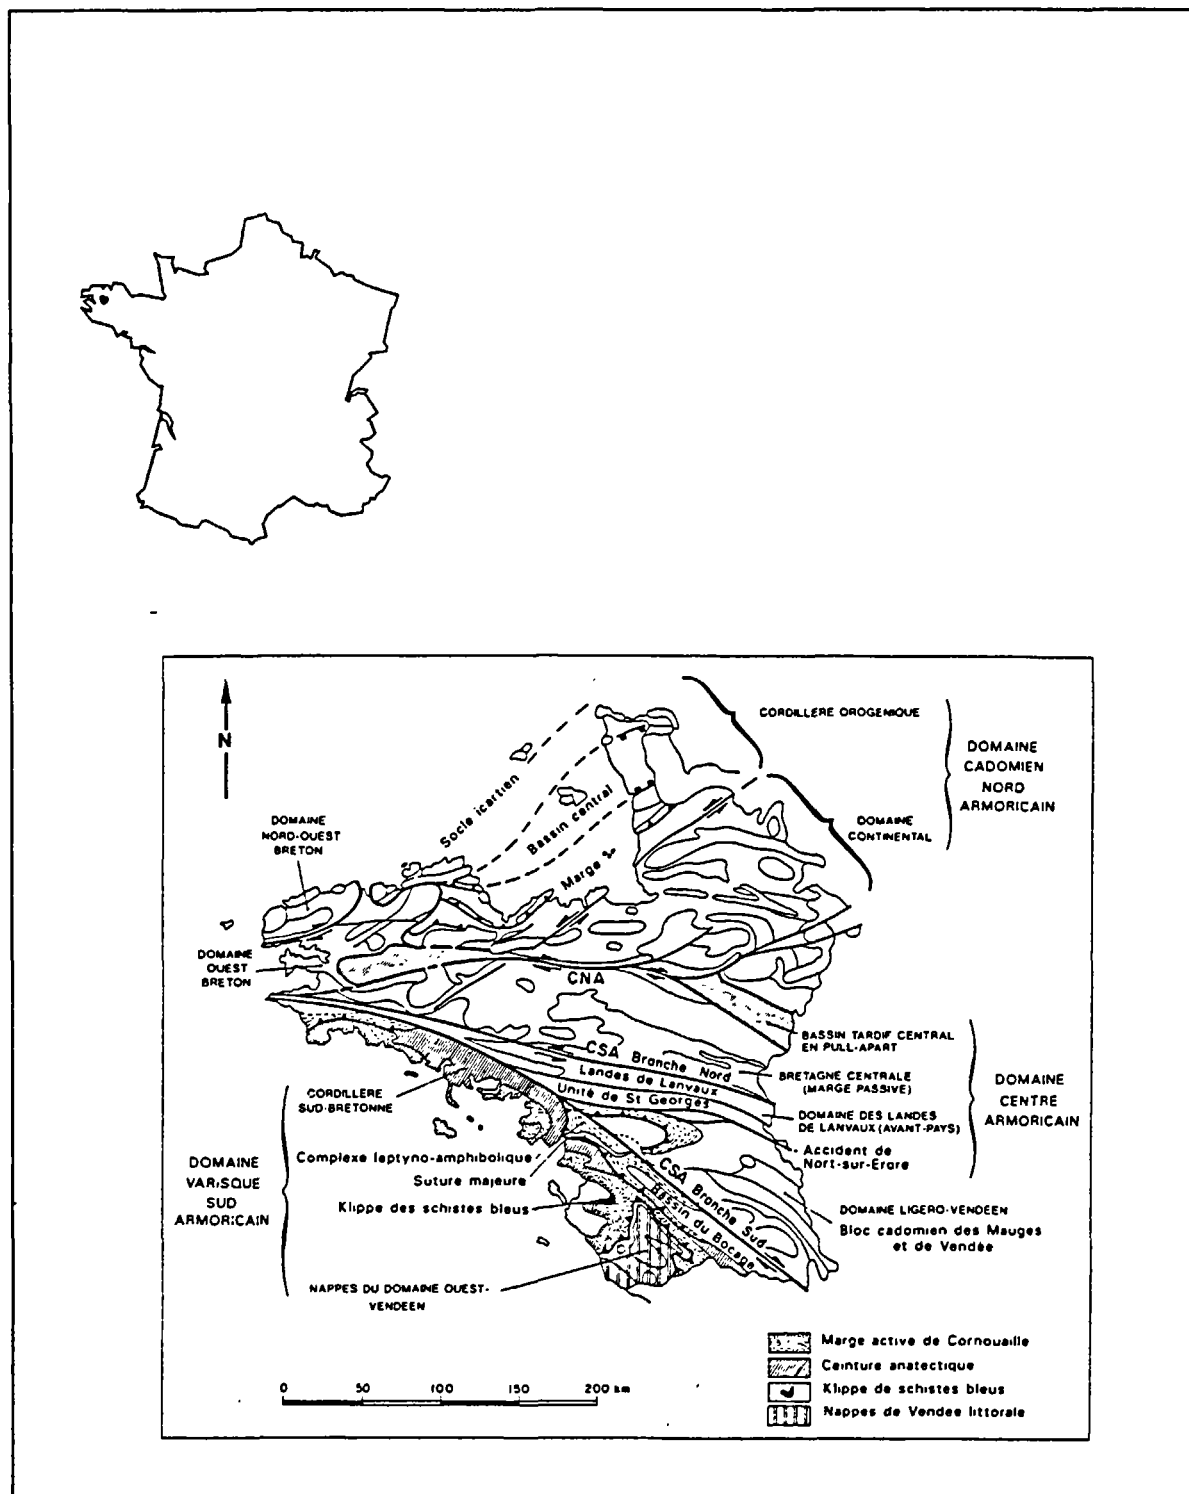 CORDILLERE OROGENIQUE
DOMAINE
CADOMIEN
NORD
ARMORICAIN
N
Socle icartien
Bassin central
Marge
DOMAINE
CONTINENTAL
DOMAINE
NORD-OUEST
BRETON
DOMAINE
OUEST
BRETON
CNA
BASSIN TARDIF CENTRAL
EN PULL-APART
CSA Branche Nord
Landes de Lanvaux
Unité de St Georges
BRETAGNE CENTRALE
(MARGE PASSIVE)
DOMAINE
CENTRE
ARMORICAIN
DOMAINE DES LANDES
DE LANVAUX (AVANT-PAYS)
Accident de
Nort-sur-Erdre
CORDILLERE
SUD-BRETONNE
DOMAINE
VARISQUE
SUD
ARMORICAIN
Complexe leptyno-amphibolique
Suture majeure
Klippe des schistes bleus
CSA Branche Sud
Bassin du Bocage
DOMAINE LIGERO-VENDEEN
Bloc cadomien des Mauges
et de Vendée
NAPPES DU DOMAINE OUEST-
VENDEEN
Marge active de Cornouaille
Ceinture anatectique
Klippe de schistes bleus
Nappes de Vendee littorale
0 50 100 150 200 km